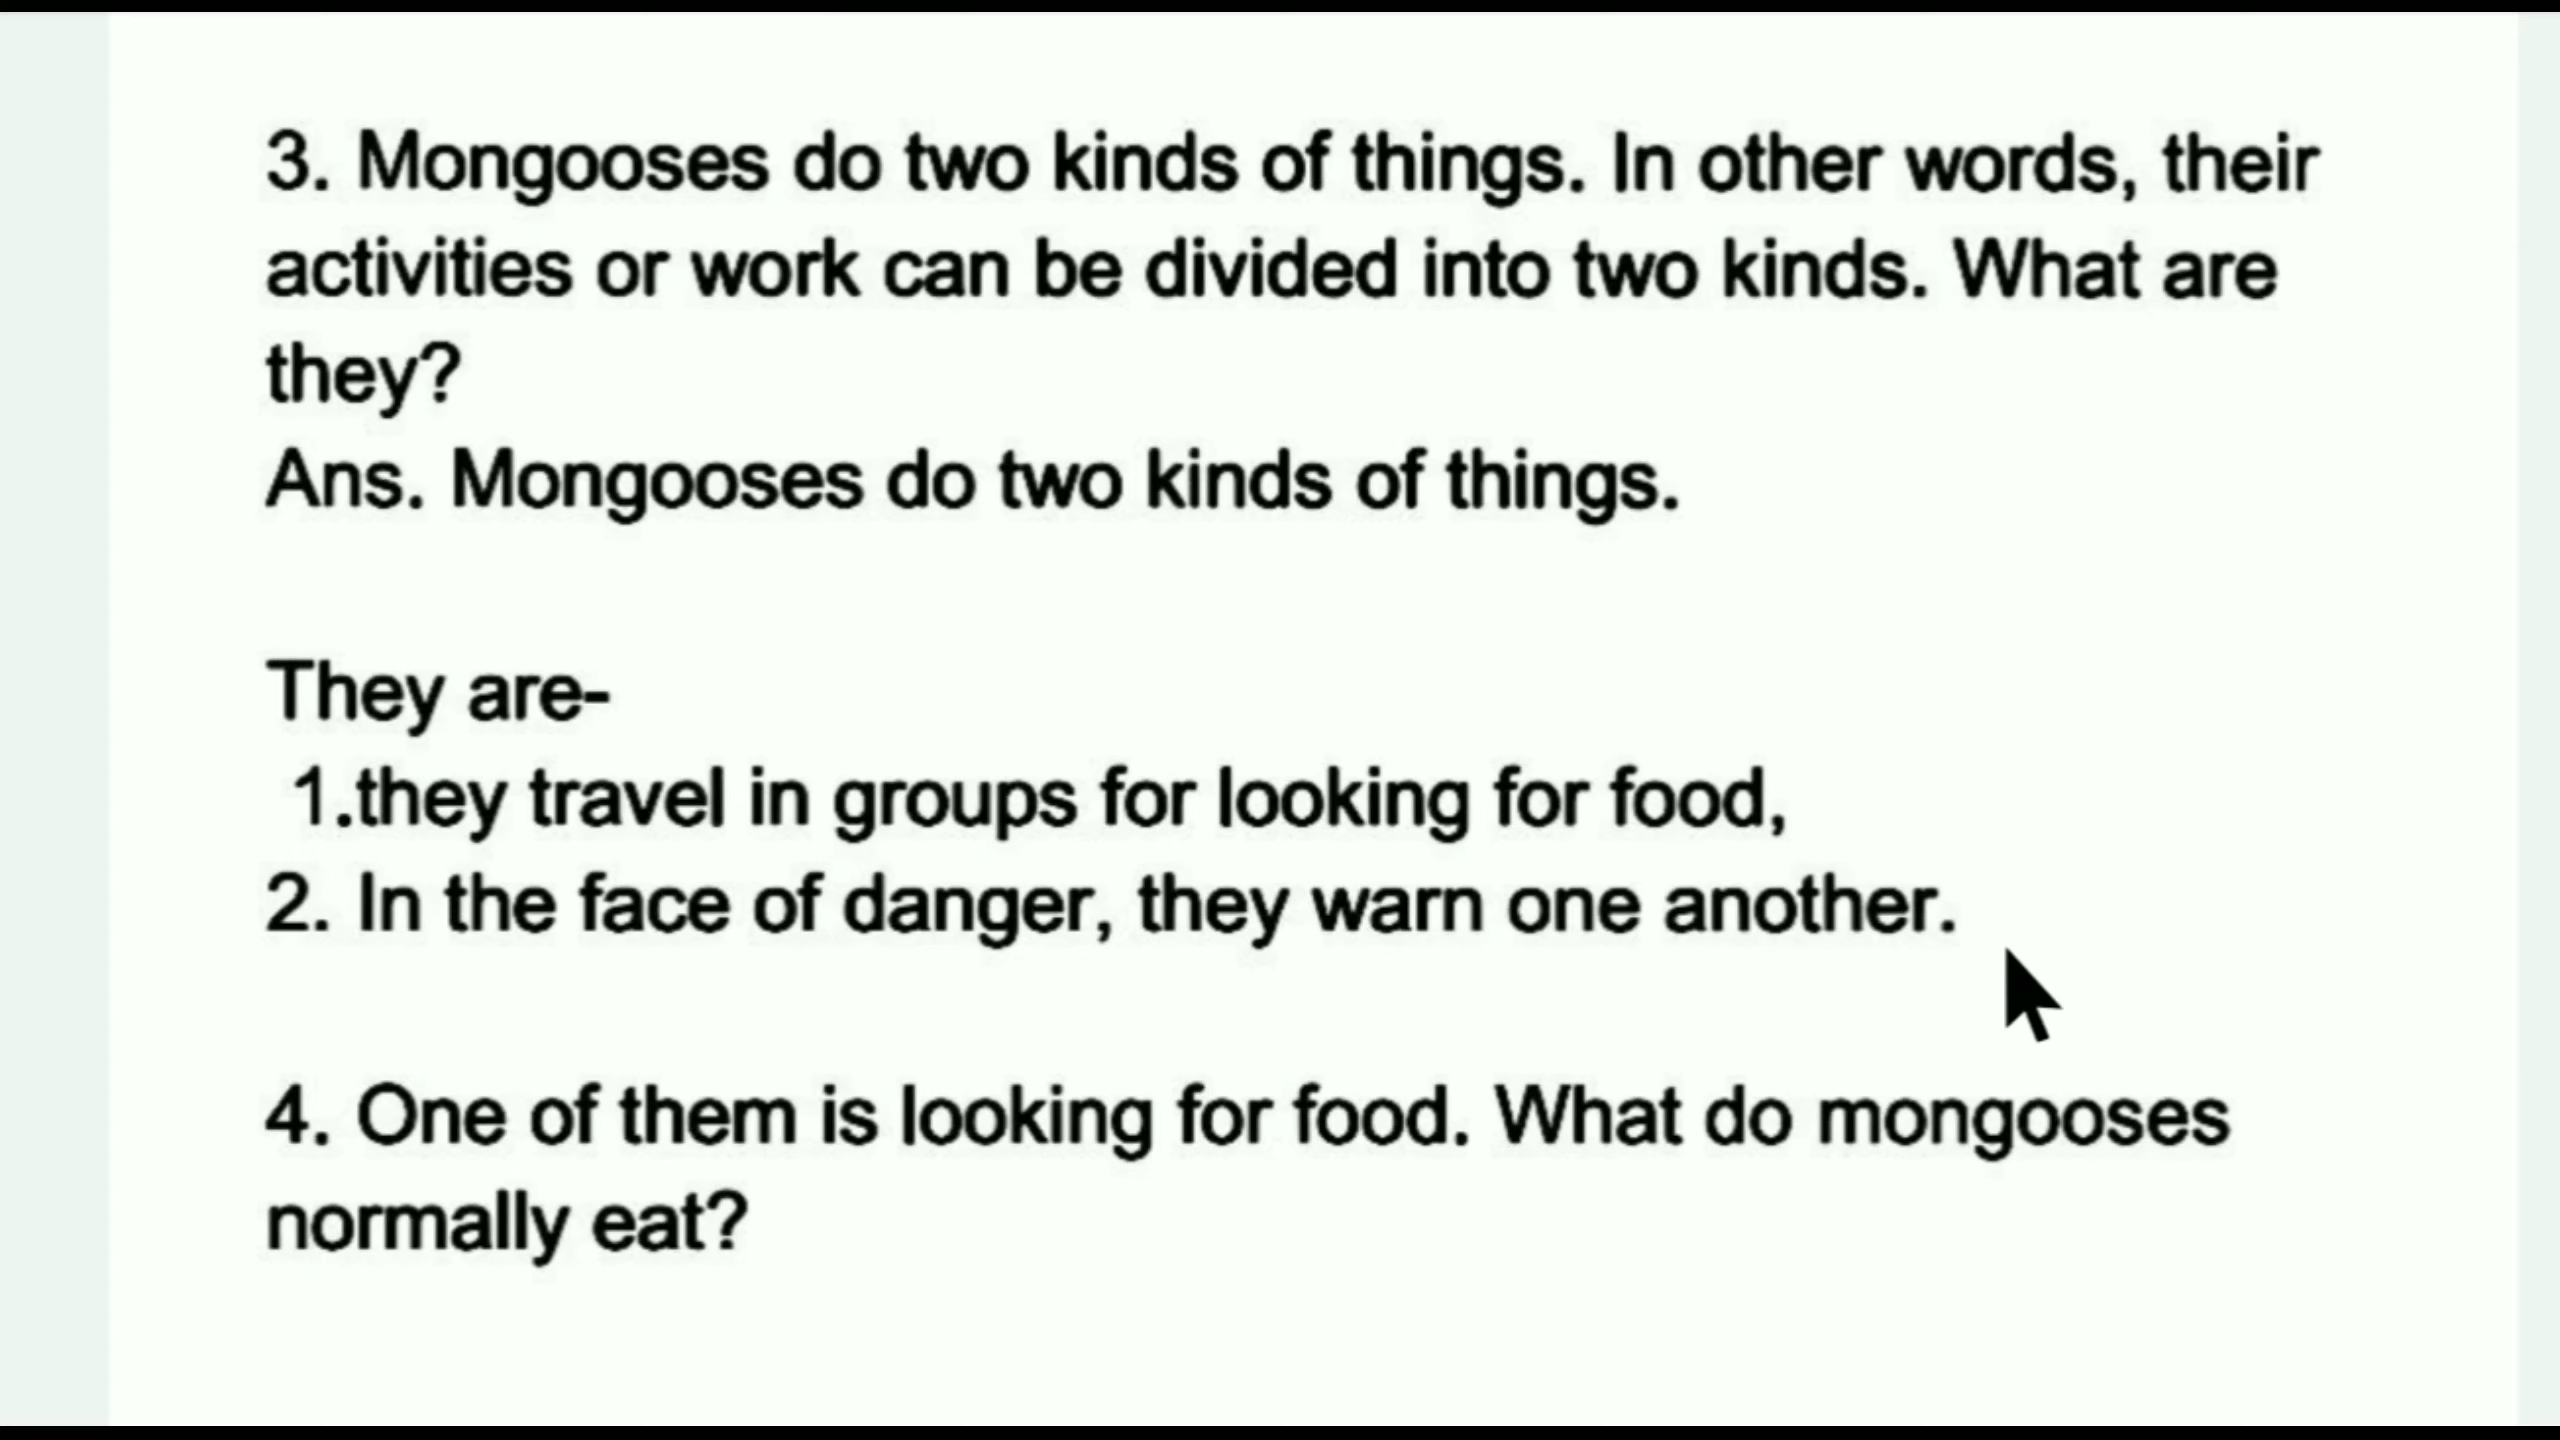 3. Mongooses do two kinds of things. In other words, their
activities or work can be divided into two kinds. What are
they?
Ans. Mongooses do two kinds of things.
They are-
1.they travel in groups for looking for food,
2. In the face of danger, they warn one another.
4. One of them is looking for food. What do mongooses
normally eat?